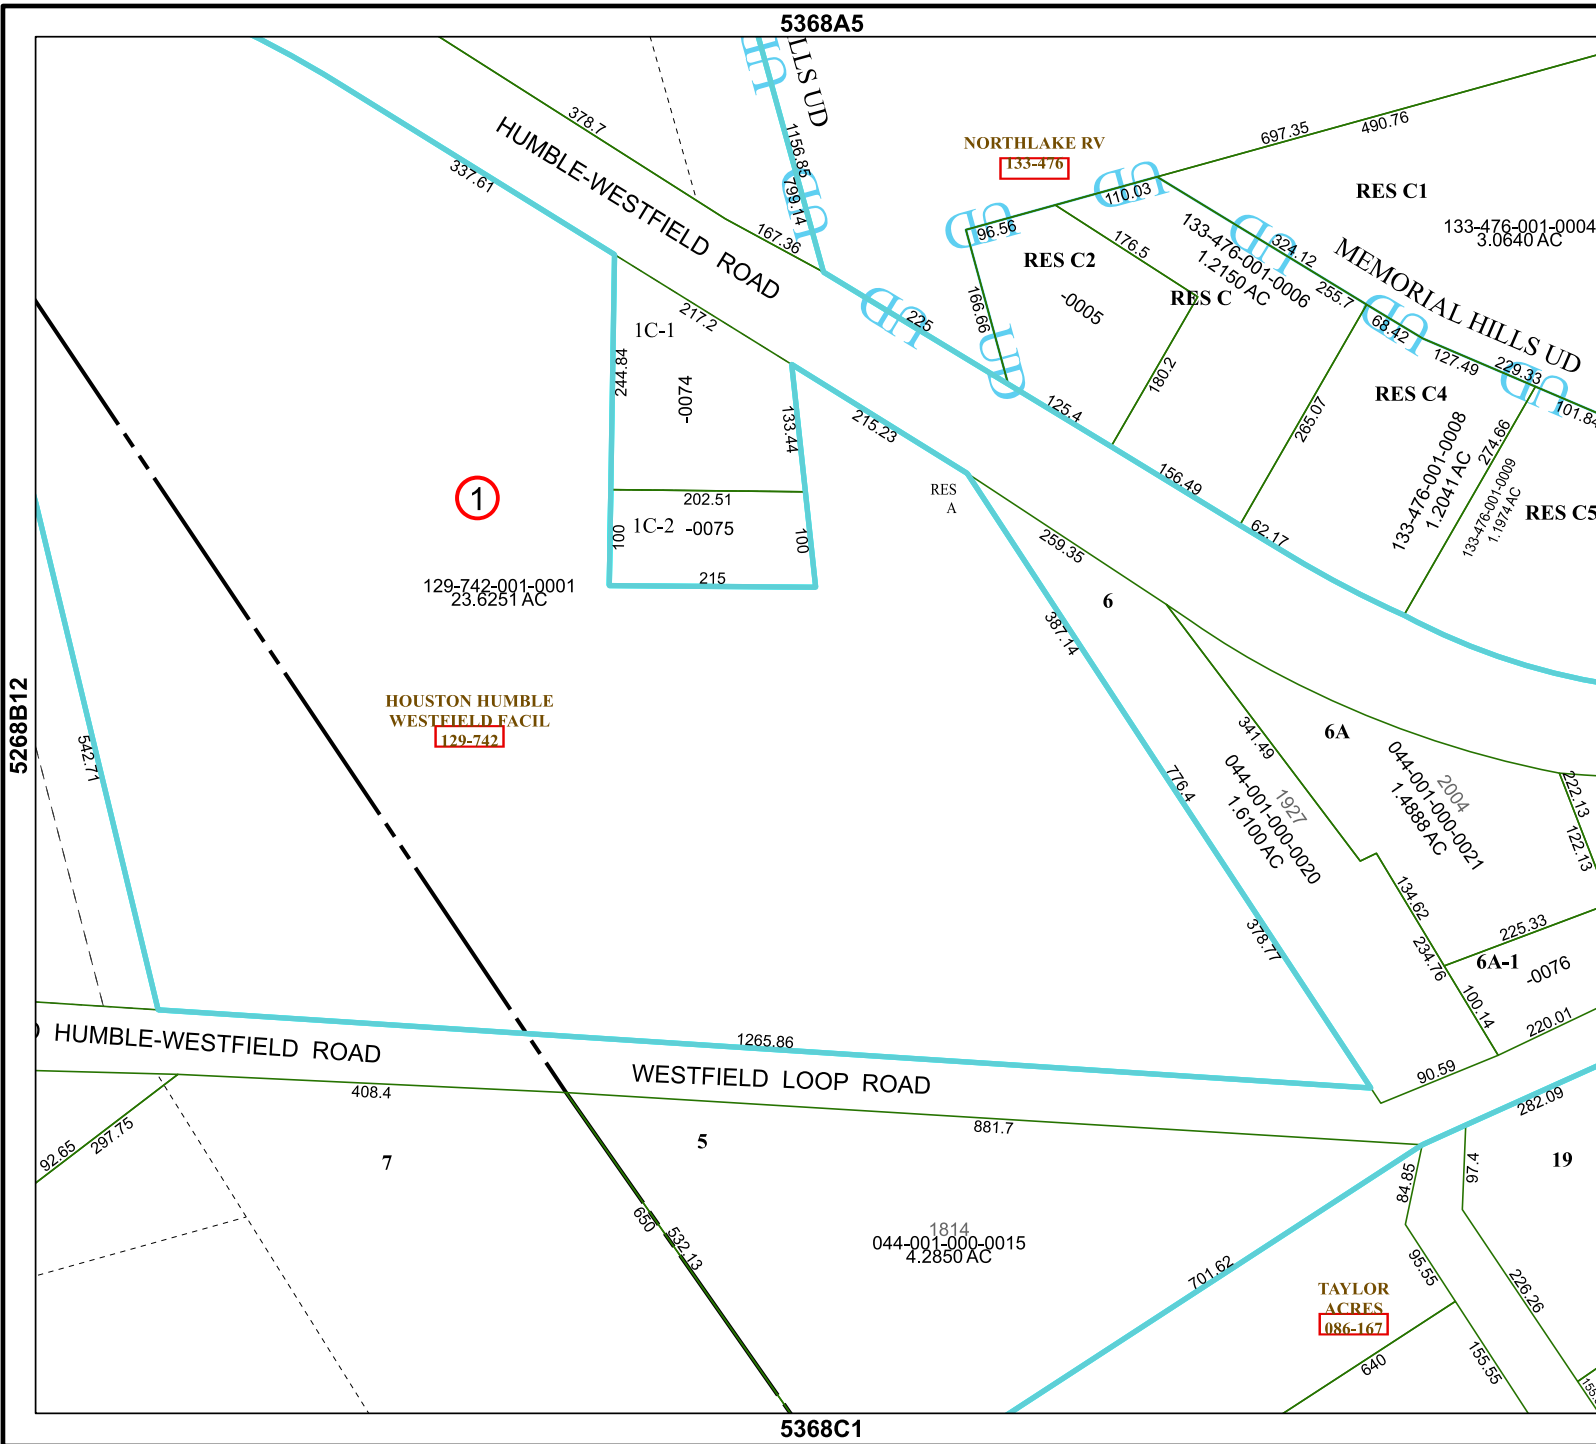 5368A5
LLS UD
UD
378.7
HUMBLE-WESTFIELD ROAD
337.61
1156.85
799.14
UD
167.36
NORTHLAKE RV
133-476
697.35
490.76
RES C1
133-476-001-0004
3.0640 AC
110.03
UD
96.56
UD
176.5
133-476-001-0006
1.2150 AC
UD
324.12
255.7
MEMORIAL HILLS UD
RES C2
-0005
RES C
166.66
UD
UD
225
68.42
UD
127.49
229.33
UD
101.84
217.2
1C-1
244.84
-0074
133.44
215.23
125.4
180.2
265.07
RES C4
133-476-001-0008
1.2041 AC
274.66
133-476-001-0009
1.1974 AC
RES C5
156.49
62.17
1
202.51
1C-2
-0075
100
100
215
RES
A
259.35
129-742-001-0001
23.6251 AC
6
387.14
5268B12
HOUSTON HUMBLE
WESTFIELD FACIL
129-742
542.71
776.4
341.49
1927
044-001-000-0020
1.6100 AC
6A
2004
044-001-000-0021
1.4888 AC
222.13
122.13
134.62
378.77
225.33
234.76
6A-1
-0076
100.14
220.01
HUMBLE-WESTFIELD ROAD
1265.86
WESTFIELD LOOP ROAD
90.59
408.4
881.7
282.09
92.65
297.75
7
5
84.85
97.4
19
650
532.13
1814
044-001-000-0015
4.2850 AC
701.62
95.55
226.26
TAYLOR
ACRES
086-167
640
155.55
5368C1